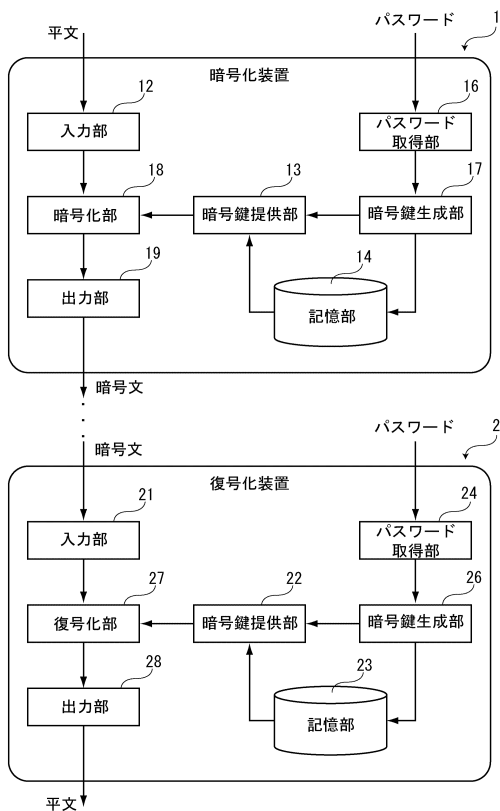 平文
パスワード
1
暗号化装置
12
16
入力部
パスワード
取得部
18
13
17
暗号化部
暗号鍵提供部
暗号鍵生成部
19
14
出力部
記憶部
暗号文
暗号文
パスワード
2
復号化装置
21
24
入力部
パスワード
取得部
27
22
26
復号化部
暗号鍵提供部
暗号鍵生成部
28
23
出力部
記憶部
平文